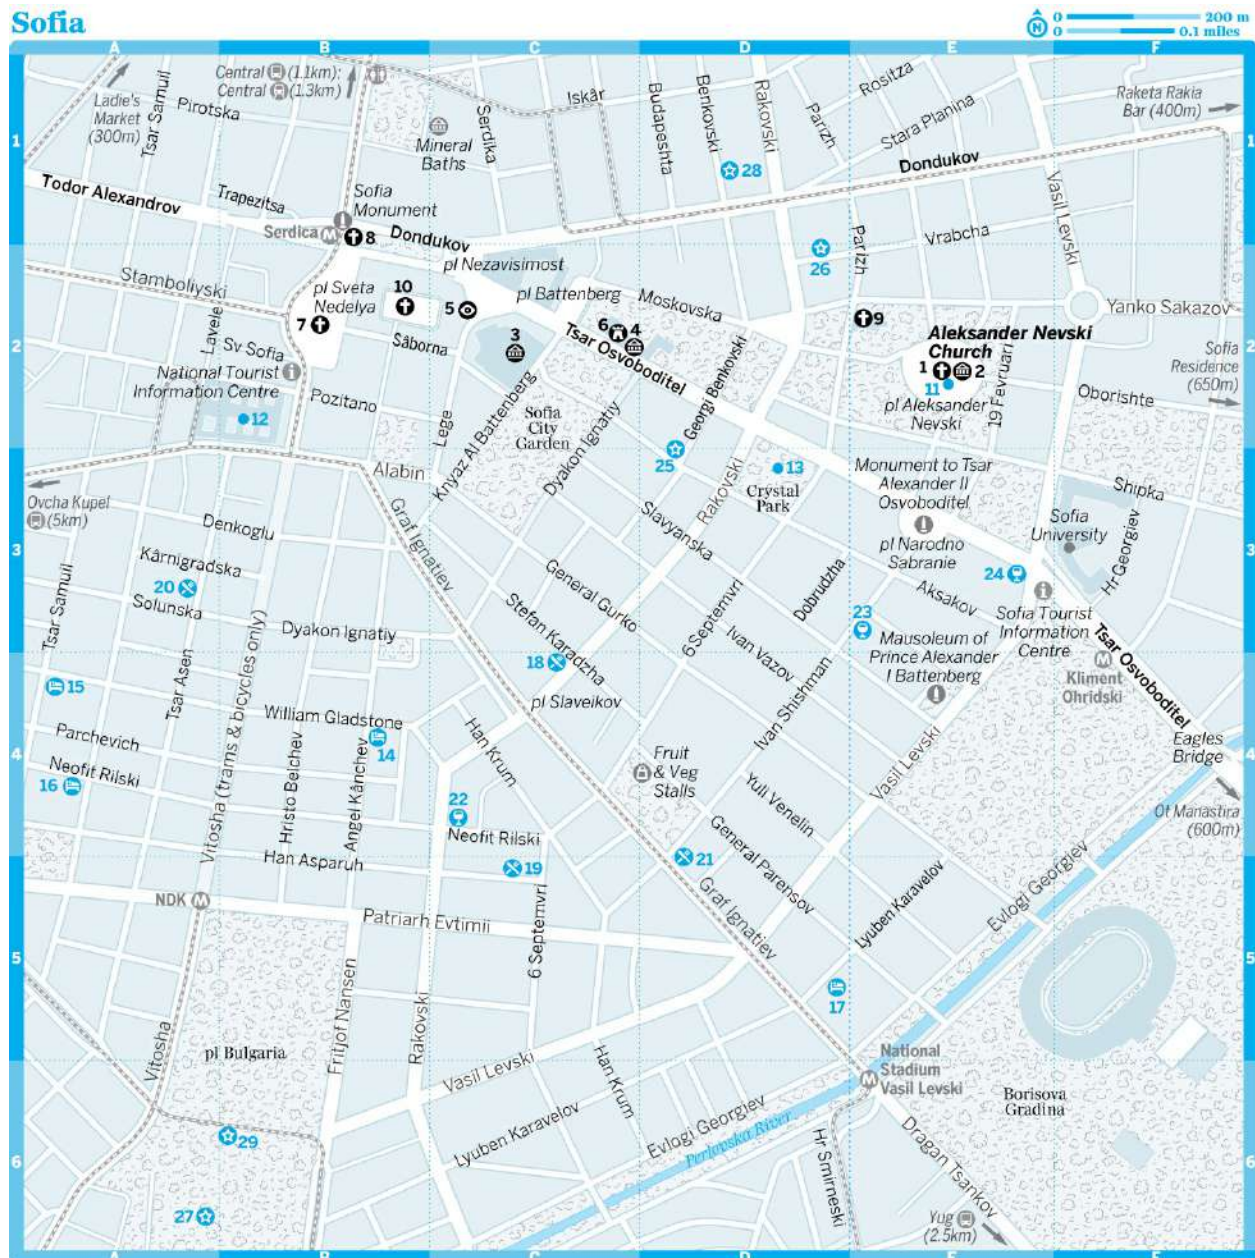 Sofia
N
0 200 m
0 0.1 miles
A B C D E F
1
1
Ladie's
Market
(300m)
Tsar Samuil
Pirotska
Central (1.1km);
Central (1.3km)
Mineral
Baths
Serdika
Iskâr
Budapeshta
Benkovski
Rakovski
Parizh
Rositza
Stara Planina
Raketa Rakia
Bar (400m)
28
Dondukov
Todor Alexandrov
Trapezitsa
Sofia
Monument
Serdica M
8
Dondukov
Vasil Levski
Vrabcha
Parizh
26
Stamboliyski
pl Sveta
Nedelya
10
pl Nezavisimost
pl Battenberg
Moskovska
5
7
Yanko Sakazov
9
2
2
Lavele
Sv Sofia
Sâborna
3
6 4
Tsar Osvoboditel
Aleksander Nevski
Church
1 2
11
pl Aleksander
Nevski
19 Fevruari
Sofia
Residence
(650m)
Oborishte
National Tourist
Information Centre
12
Pozitano
Lege
Knyaz Al Battenberg
Sofia
City
Garden
Dyakon Ignatiy
Georgi Benkovski
25
13
Crystal
Park
Rakovski
Alabin
Monument to Tsar
Alexander II
Osvoboditel
Shipka
Ovcha Kupel
(5km)
Denkoglu
Graf Ignatiev
Slavyanska
Sofia
University
Hr Georgiev
pl Narodno
Sabranie
3
3
Kârnigradska
20
Solunska
General Gurko
Stefan Karadzha
Dobrudzha
Aksakov
24
23
Sofia Tourist
Information
Centre
Tsar Samuil
Tsar Asen
Vitosha (trams & bicycles only)
Dyakon Ignatiy
18
6 Septemvri
Ivan Vazov
Mausoleum of
Prince Alexander
I Battenberg
Tsar Osvoboditel
M
Kliment
Ohridski
15
William Gladstone
14
pl Slaveikov
Ivan Shishman
Parchevich
Neofit Rilski
16
Hristo Belchev
Angel Kânchev
Han Krum
Fruit
& Veg
Stalls
Vasil Levski
Eagles
Bridge
4
4
22
Neofit Rilski
Yuli Venelin
General Parensov
Ot Manastira
(600m)
Han Asparuh
19
21
Graf Ignatiev
Lyuben Karavelov
Evlogi Georgiev
NDK M
Patriarh Evtimii
6 Septemvri
5
5
17
Vitosha
pl Bulgaria
Fritjof Nansen
Rakovski
Vasil Levski
Han Krum
National
Stadium
M Vasil Levski
Borisova
Gradina
Lyuben Karavelov
Evlogi Georgiev
Perlovska River
Hr Smirneski
Dragan Tsankov
29
6
6
27
Yug
(2.5km)
A B C D E F